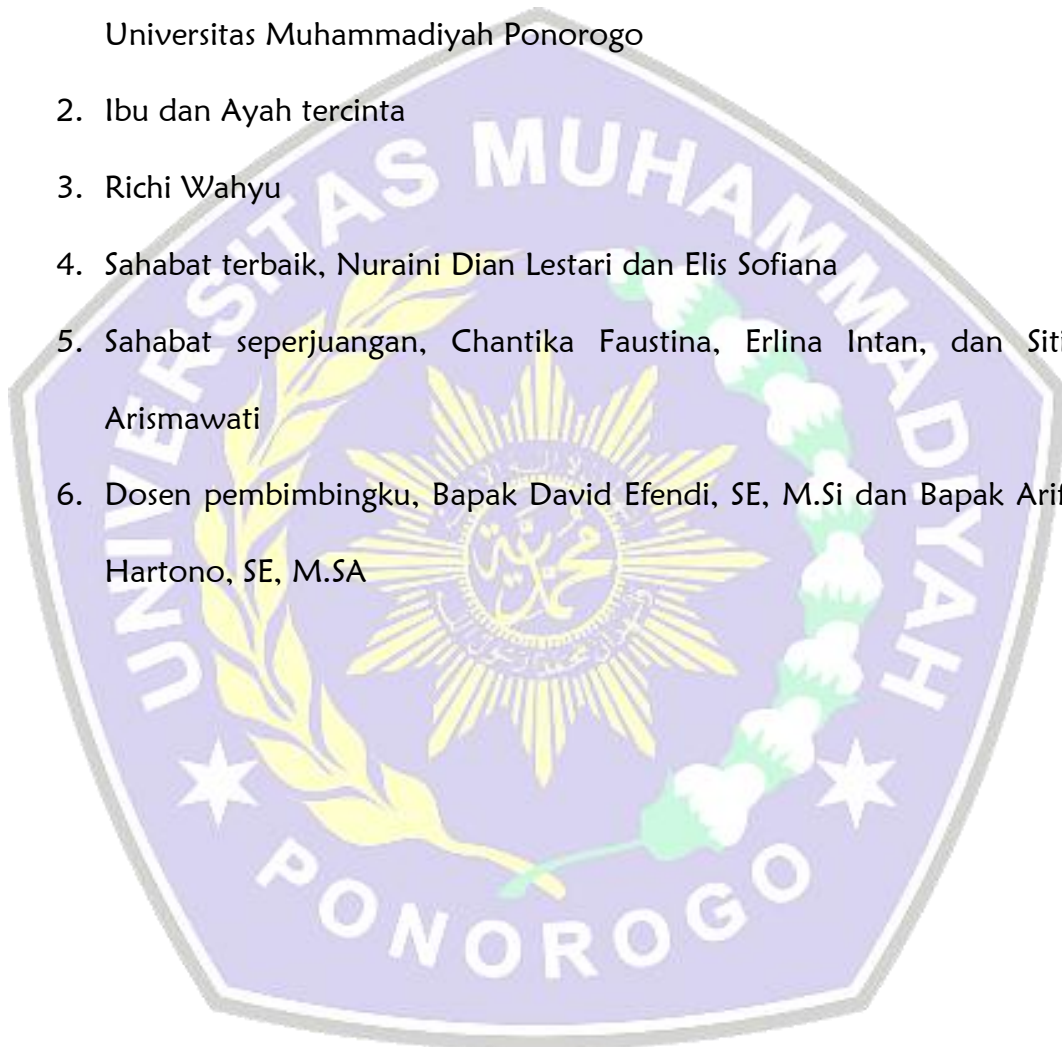 Universitas Muhammadiyah Ponorogo
2. Ibu dan Ayah tercinta
3. Richi Wahyu
4. Sahabat terbaik, Nuraini Dian Lestari dan Elis Sofiana
5. Sahabat seperjuangan, Chantika Faustina, Erlina Intan, dan Siti
Arismawati
6. Dosen pembimbingku, Bapak David Efendi, SE, M.Si dan Bapak Arif
Hartono, SE, M.SA
UNIVERSITAS MUHAMMADIYAH
PONOROGO
محمدية